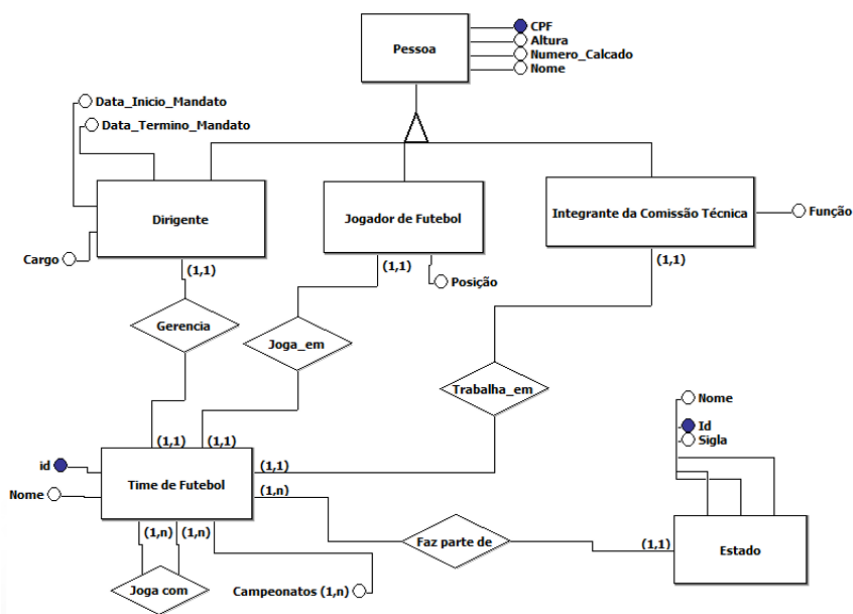 Pessoa
CPF
Altura
Numero_Calcado
Nome
Data_Inicio_Mandato
Data_Termino_Mandato
Dirigente
Jogador de Futebol
Integrante da Comissão Técnica
Função
Cargo
(1,1)
(1,1)
(1,1)
Posição
Gerencia
Joga_em
Trabalha_em
Nome
Id
Sigla
(1,1)
(1,1)
id
Time de Futebol
(1,1)
Nome
(1,n)
(1,n)
(1,n)
Faz parte de
(1,1)
Estado
Joga com
Campeonatos (1,n)